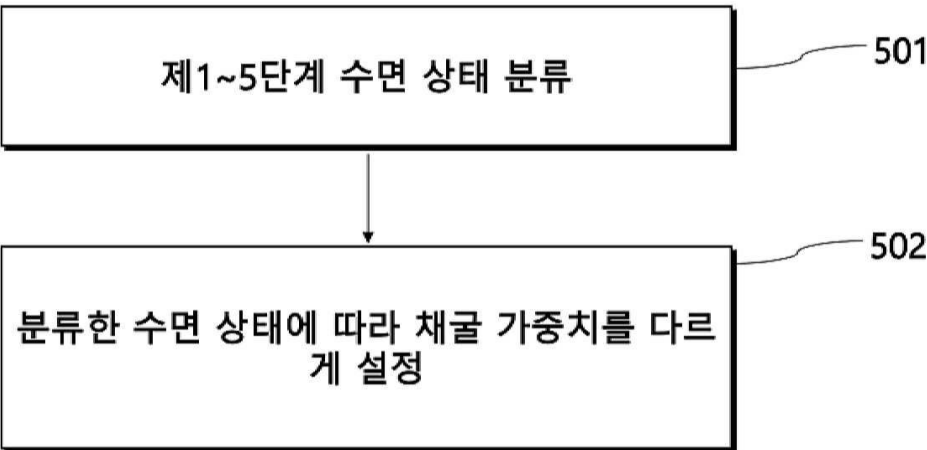 제1~5단계 수면 상태 분류
501
502
분류한 수면 상태에 따라 채굴 가중치를 다르
게 설정